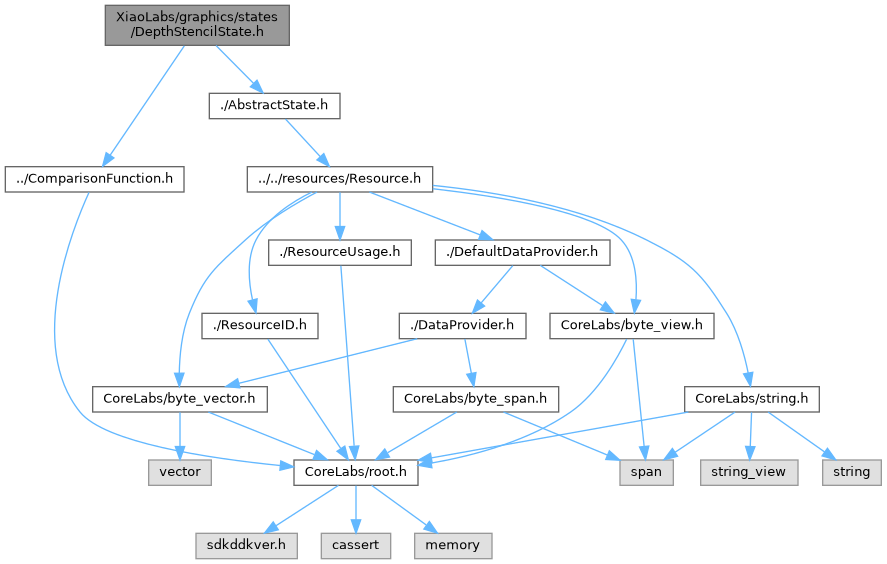 XiaoLabs/graphics/states
/DepthStencilState.h
./AbstractState.h
../ComparisonFunction.h
../../resources/Resource.h
./ResourceUsage.h
./DefaultDataProvider.h
./ResourceID.h
./DataProvider.h
CoreLabs/byte_view.h
CoreLabs/byte_vector.h
CoreLabs/byte_span.h
CoreLabs/string.h
vector
CoreLabs/root.h
span
string_view
string
sdkddkver.h
cassert
memory